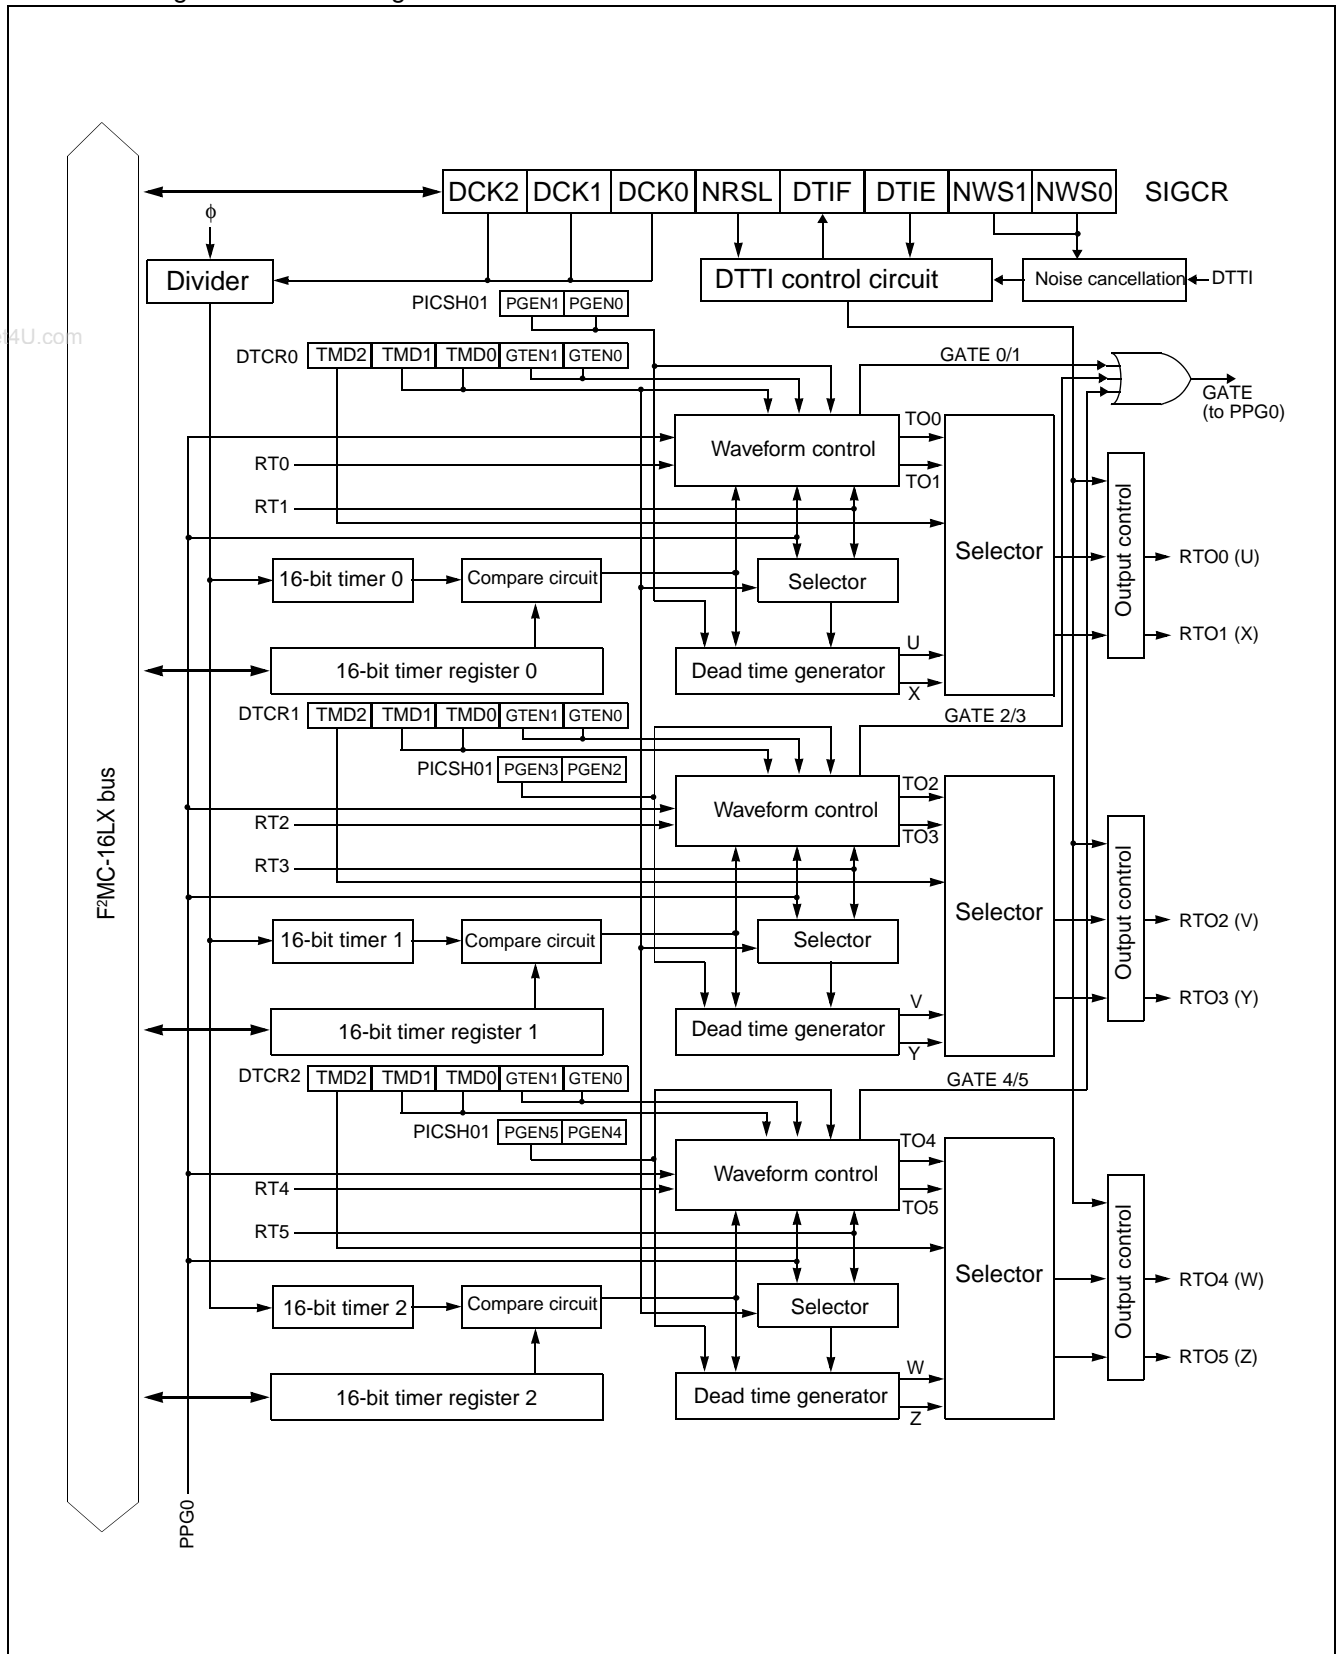 DCK2 DCK1 DCK0 NRSL DTIF DTIE NWS1 NWS0 SIGCR
ϕ
Divider
DTTI control circuit
Noise cancellation
DTTI
PICSH01 PGEN1 PGEN0
et4U.com
DTCR0 TMD2 TMD1 TMD0 GTEN1 GTEN0
GATE 0/1
GATE
(to PPG0)
Waveform control
TO0
TO1
RT0
RT1
Selector
Output control
RTO0 (U)
RTO1 (X)
16-bit timer 0
Compare circuit
Selector
16-bit timer register 0
Dead time generator
U
X
DTCR1 TMD2 TMD1 TMD0 GTEN1 GTEN0
GATE 2/3
PICSH01 PGEN3 PGEN2
Waveform control
TO2
TO3
RT2
RT3
Selector
Output control
RTO2 (V)
RTO3 (Y)
F²MC-16LX bus
16-bit timer 1
Compare circuit
Selector
16-bit timer register 1
Dead time generator
V
Y
DTCR2 TMD2 TMD1 TMD0 GTEN1 GTEN0
GATE 4/5
PICSH01 PGEN5 PGEN4
Waveform control
TO4
TO5
RT4
RT5
Selector
Output control
RTO4 (W)
RTO5 (Z)
16-bit timer 2
Compare circuit
Selector
16-bit timer register 2
Dead time generator
W
Z
PPG0